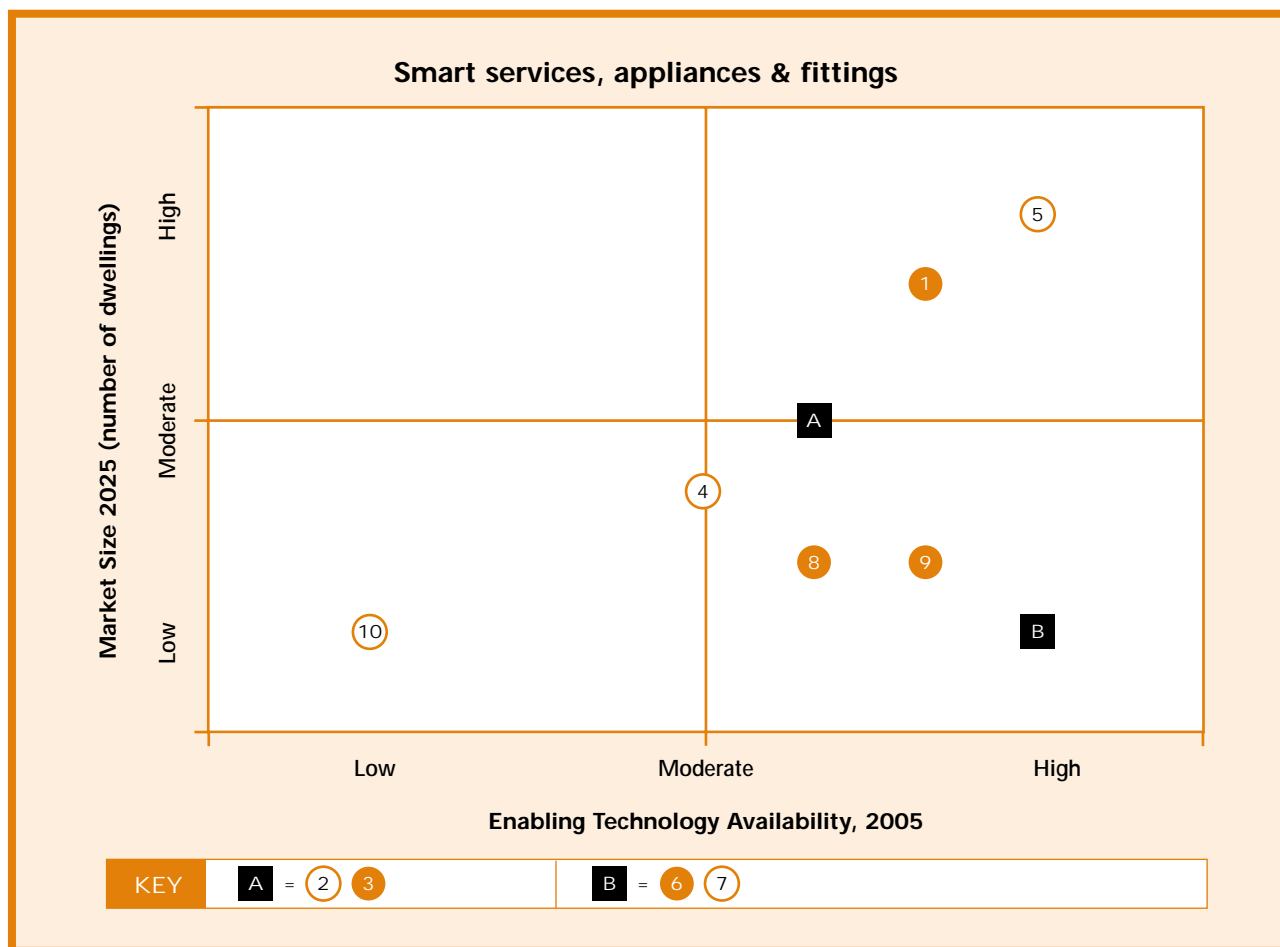 Smart services, appliances & fittings
Market Size 2025 (number of dwellings)
High
Moderate
Low
5
1
A
4
8
9
10
B
Low
Moderate
High
Enabling Technology Availability, 2005
KEY
A = 2 3
B = 6 7